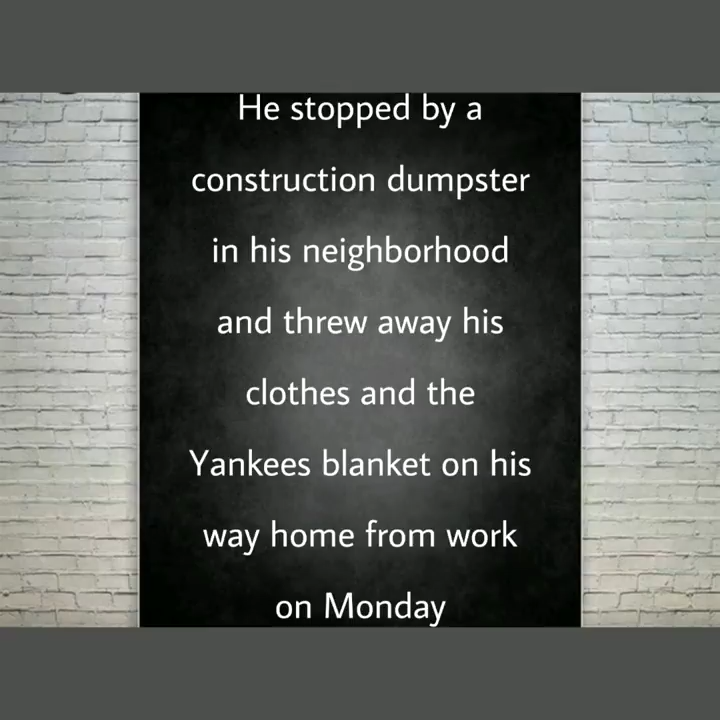 He stopped by a
construction dumpster
in his neighborhood
and threw away his
clothes and the
Yankees blanket on his
way home from work
on Monday